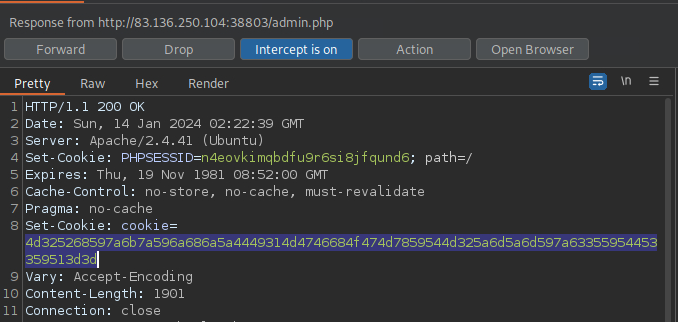 Response from http://83.136.250.104:38803/admin.php
Forward Drop Intercept is on Action Open Browser
Pretty Raw Hex Render \n
1 HTTP/1.1 200 OK
2 Date: Sun, 14 Jan 2024 02:22:39 GMT
3 Server: Apache/2.4.41 (Ubuntu)
4 Set-Cookie: PHPSESSID=n4eovkimqbdfu9r6si8jfqund6; path=/
5 Expires: Thu, 19 Nov 1981 08:52:00 GMT
6 Cache-Control: no-store, no-cache, must-revalidate
7 Pragma: no-cache
8 Set-Cookie: cookie=
4d325268597a6b7a596a686a5a4449314d4746684f474d7859544d325a6d5a6d597a63355954453
359513d3d
9 Vary: Accept-Encoding
10 Content-Length: 1901
11 Connection: close